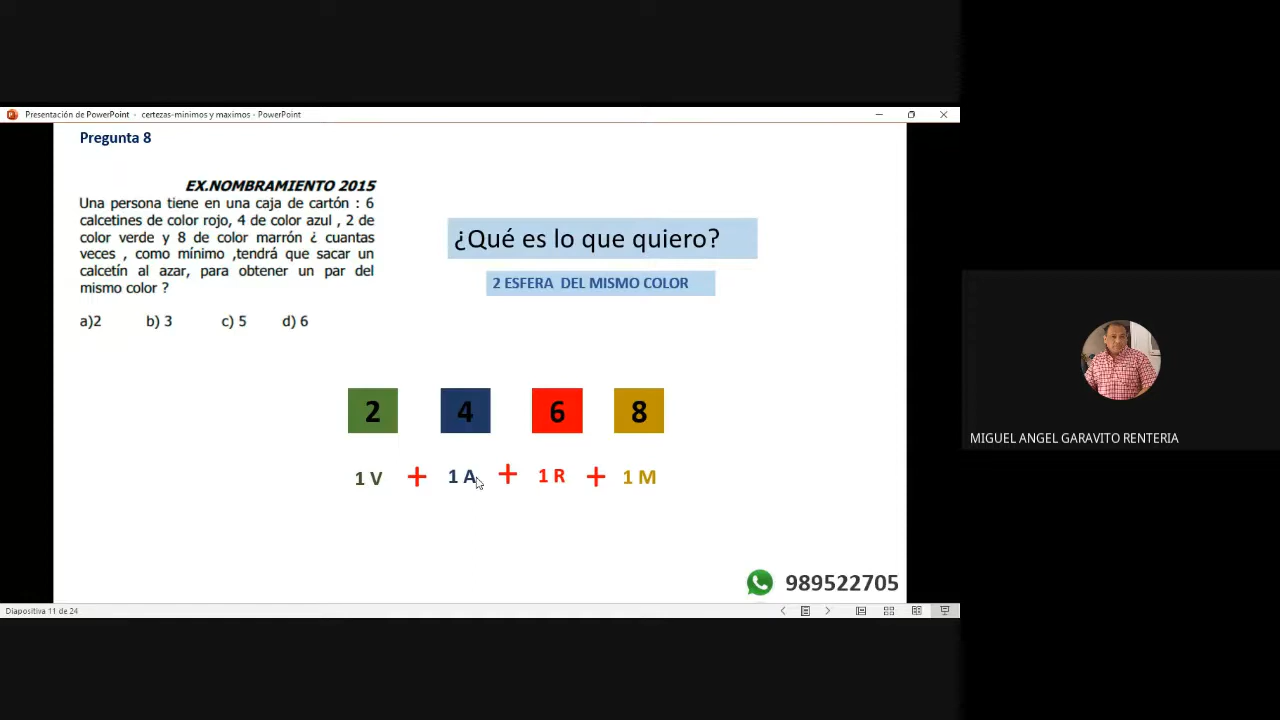 Presentación de PowerPoint - certezas-minimos y maximos - PowerPoint
Pregunta 8
EX.NOMBRAMIENTO 2015
Una persona tiene en una caja de cartón : 6
calcetines de color rojo, 4 de color azul , 2 de
color verde y 8 de color marrón ¿ cuantas
veces , como mínimo ,tendrá que sacar un
calcetín al azar, para obtener un par del
mismo color ?
a)2 b) 3 c) 5 d) 6
¿Qué es lo que quiero?
2 ESFERA DEL MISMO COLOR
2 4 6 8
1 V + 1 A + 1 R + 1 M
989522705
Diapositiva 11 de 24
MIGUEL ANGEL GARAVITO RENTERIA